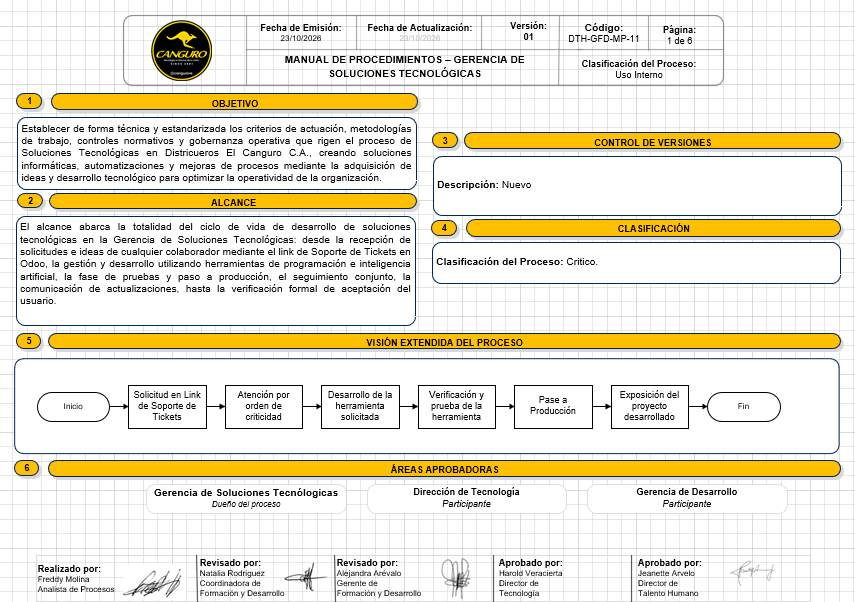 CANGURO
SINCE 1987
Fecha de Emisión:
23/10/2026
Fecha de Actualización:
23/10/2026
Versión:
01
Código:
DTH-GFD-MP-11
Página:
1 de 6
MANUAL DE PROCEDIMIENTOS – GERENCIA DE
SOLUCIONES TECNOLÓGICAS
Clasificación del Proceso:
Uso Interno
1
OBJETIVO
Establecer de forma técnica y estandarizada los criterios de actuación, metodologías
de trabajo, controles normativos y gobernanza operativa que rigen el proceso de
Soluciones Tecnológicas en Districueros El Canguro C.A., creando soluciones
informáticas, automatizaciones y mejoras de procesos mediante la adquisición de
ideas y desarrollo tecnológico para optimizar la operatividad de la organización.
2
ALCANCE
El alcance abarca la totalidad del ciclo de vida de desarrollo de soluciones
tecnológicas en la Gerencia de Soluciones Tecnológicas: desde la recepción de
solicitudes e ideas de cualquier colaborador mediante el link de Soporte de Tickets en
Odoo, la gestión y desarrollo utilizando herramientas de programación e inteligencia
artificial, la fase de pruebas y paso a producción, el seguimiento conjunto, la
comunicación de actualizaciones, hasta la verificación formal de aceptación del
usuario.
3
CONTROL DE VERSIONES
Descripción: Nuevo
4
CLASIFICACIÓN
Clasificación del Proceso: Critico.
5
VISIÓN EXTENDIDA DEL PROCESO
Inicio
Solicitud en Link
de Soporte de
Tickets
Atención por
orden de
criticidad
Desarrollo de la
herramienta
solicitada
Verificación y
prueba de la
herramienta
Pase a
Producción
Exposición del
proyecto
desarrollado
Fin
6
ÁREAS APROBADORAS
Gerencia de Soluciones Tecnólogicas
Dueño del proceso
Dirección de Tecnología
Participante
Gerencia de Desarrollo
Participante
Realizado por:
Freddy Molina
Analista de Procesos
Revisado por:
Natalia Rodriguez
Coordinadora de
Formación y Desarrollo
Revisado por:
Alejandra Arévalo
Gerente de
Formación y Desarrollo
Aprobado por:
Harold Veracierta
Director de
Tecnología
Aprobado por:
Jeanette Arvelo
Director de
Talento Humano